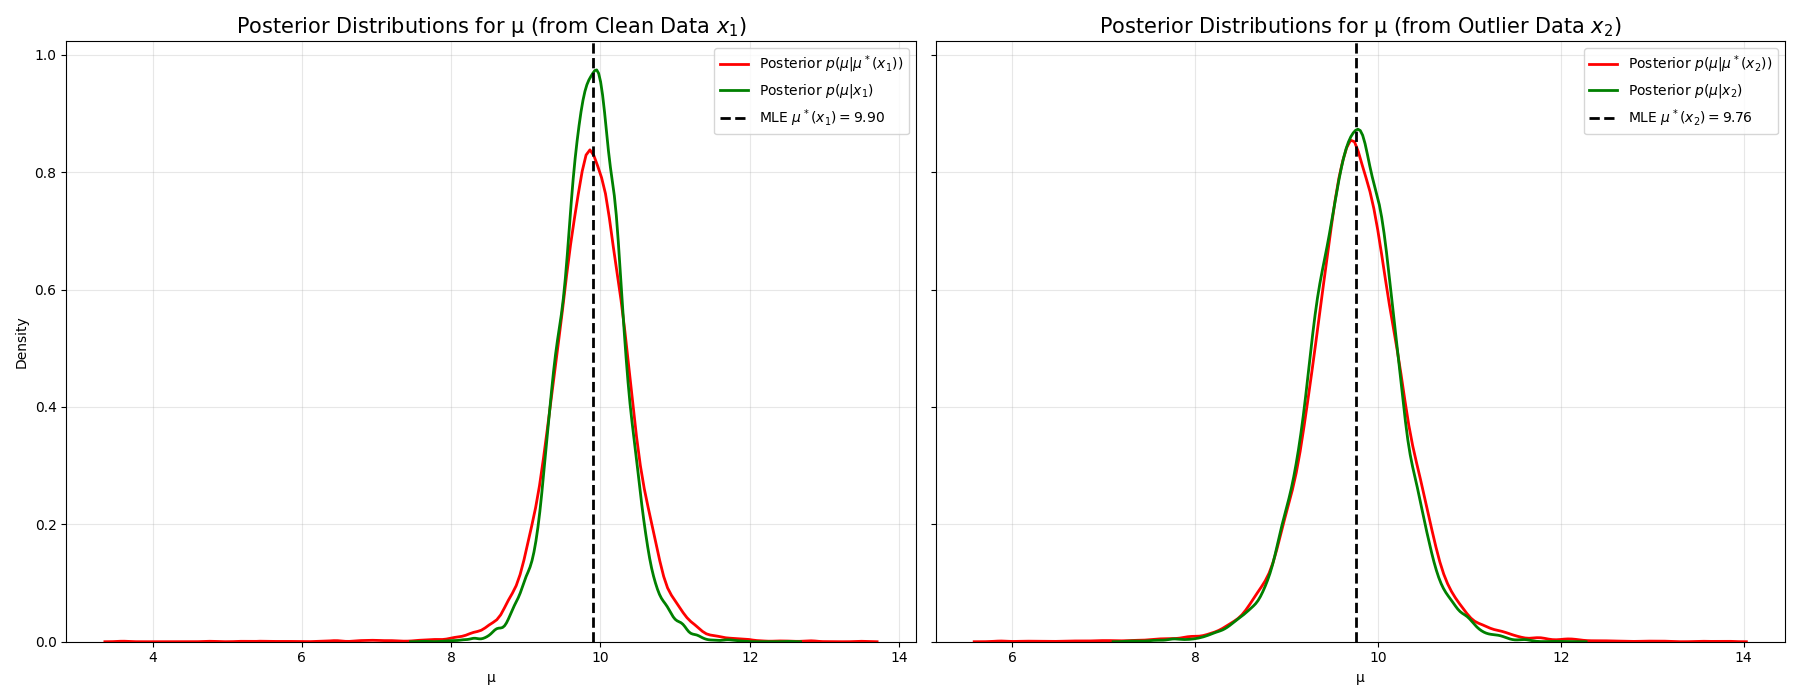 Posterior Distributions for μ (from Clean Data x₁)
Posterior p(μ|μ*(x₁))
Posterior p(μ|x₁)
MLE μ*(x₁) = 9.90
Density
1.0
0.8
0.6
0.4
0.2
0.0
4 6 8 10 12 14
μ
Posterior Distributions for μ (from Outlier Data x₂)
Posterior p(μ|μ*(x₂))
Posterior p(μ|x₂)
MLE μ*(x₂) = 9.76
6 8 10 12 14
μ